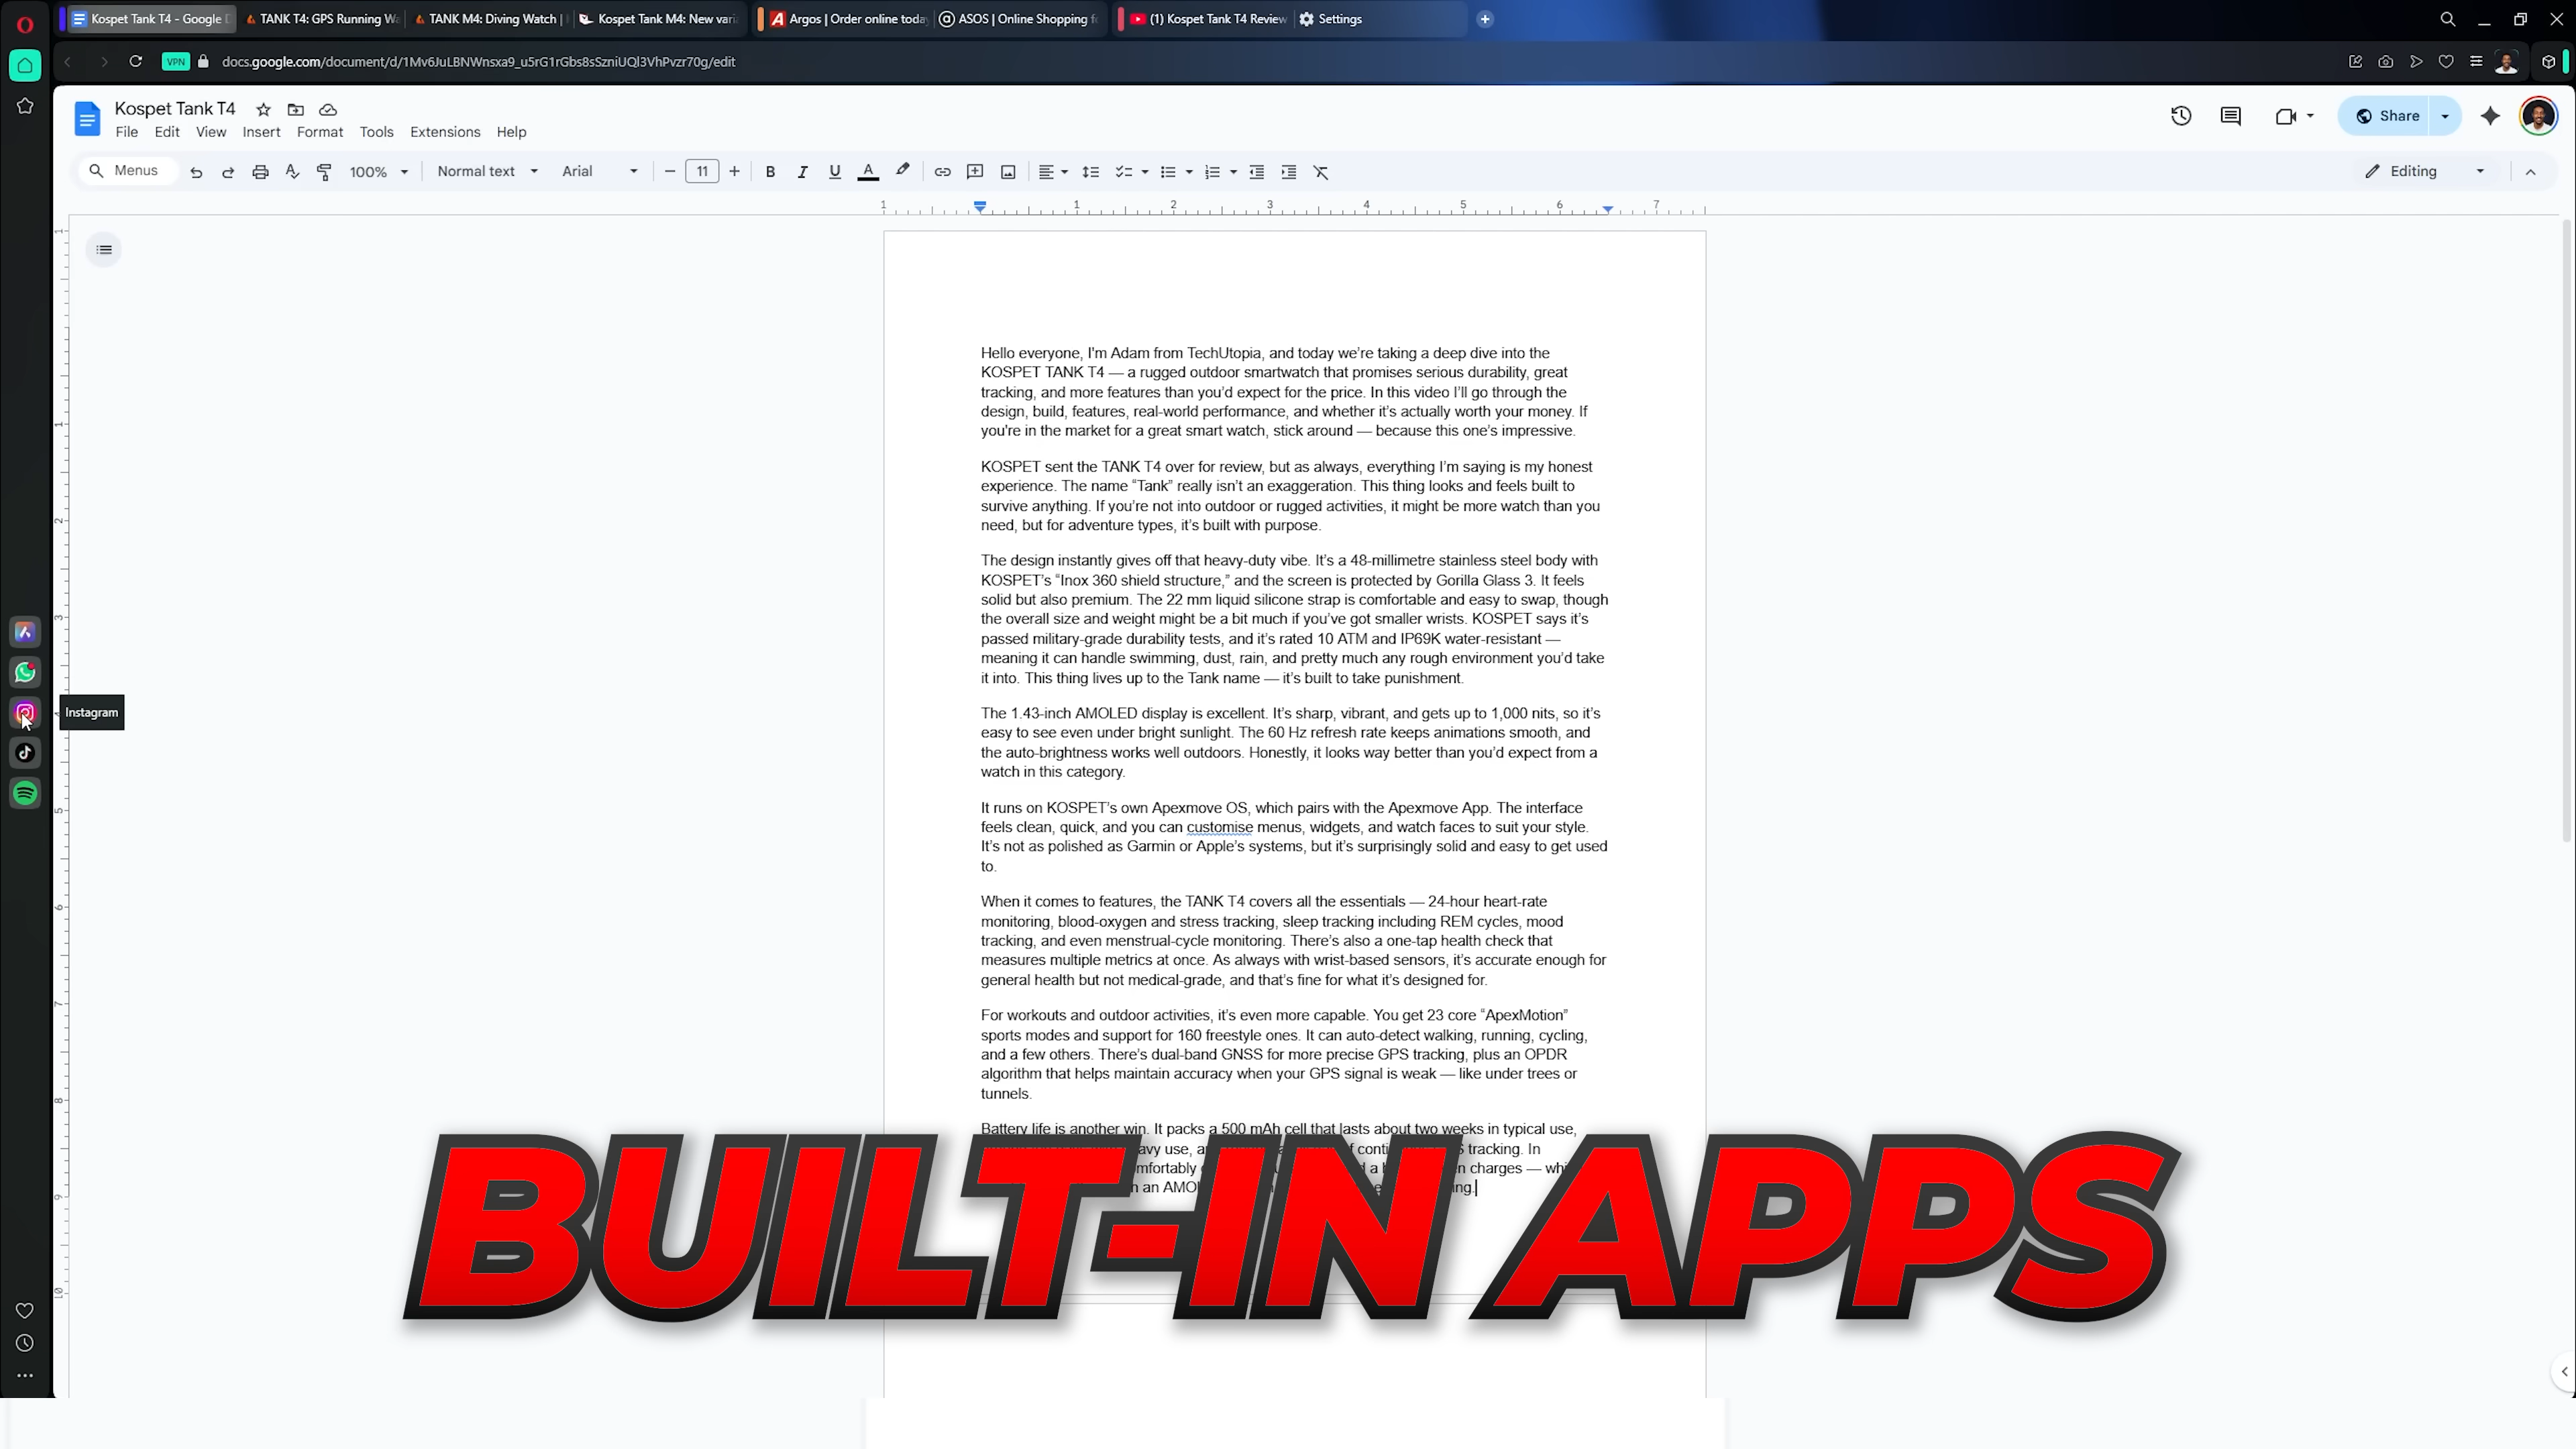 Kospet Tank T4 - Google D
TANK T4: GPS Running Wa
TANK M4: Diving Watch |
Kospet Tank M4: New vari
Argos | Order online toda
ASOS | Online Shopping f
(1) Kospet Tank T4 Review
Settings
VPN
docs.google.com/document/d/1Mv6JuLBNWnsxa9_u5rG1rGbs8sSzniUQl3VhPvzr70g/edit
Kospet Tank T4
File Edit View Insert Format Tools Extensions Help
Share
Menus
100%
Normal text
Arial
11
Editing
1 1 2 3 4 5 6 7
Hello everyone, I'm Adam from TechUtopia, and today we're taking a deep dive into the
KOSPET TANK T4 — a rugged outdoor smartwatch that promises serious durability, great
tracking, and more features than you'd expect for the price. In this video I'll go through the
design, build, features, real-world performance, and whether it's actually worth your money. If
you're in the market for a great smart watch, stick around — because this one's impressive.
KOSPET sent the TANK T4 over for review, but as always, everything I'm saying is my honest
experience. The name “Tank” really isn't an exaggeration. This thing looks and feels built to
survive anything. If you're not into outdoor or rugged activities, it might be more watch than you
need, but for adventure types, it's built with purpose.
The design instantly gives off that heavy-duty vibe. It's a 48-millimetre stainless steel body with
KOSPET's “Inox 360 shield structure,” and the screen is protected by Gorilla Glass 3. It feels
solid but also premium. The 22 mm liquid silicone strap is comfortable and easy to swap, though
the overall size and weight might be a bit much if you've got smaller wrists. KOSPET says it's
passed military-grade durability tests, and it's rated 10 ATM and IP69K water-resistant —
meaning it can handle swimming, dust, rain, and pretty much any rough environment you'd take
it into. This thing lives up to the Tank name — it's built to take punishment.
Instagram
The 1.43-inch AMOLED display is excellent. It's sharp, vibrant, and gets up to 1,000 nits, so it's
easy to see even under bright sunlight. The 60 Hz refresh rate keeps animations smooth, and
the auto-brightness works well outdoors. Honestly, it looks way better than you'd expect from a
watch in this category.
It runs on KOSPET's own Apexmove OS, which pairs with the Apexmove App. The interface
feels clean, quick, and you can customise menus, widgets, and watch faces to suit your style.
It's not as polished as Garmin or Apple's systems, but it's surprisingly solid and easy to get used
to.
When it comes to features, the TANK T4 covers all the essentials — 24-hour heart-rate
monitoring, blood-oxygen and stress tracking, sleep tracking including REM cycles, mood
tracking, and even menstrual-cycle monitoring. There's also a one-tap health check that
measures multiple metrics at once. As always with wrist-based sensors, it's accurate enough for
general health but not medical-grade, and that's fine for what it's designed for.
For workouts and outdoor activities, it's even more capable. You get 23 core “ApexMotion”
sports modes and support for 160 freestyle ones. It can auto-detect walking, running, cycling,
and a few others. There's dual-band GNSS for more precise GPS tracking, plus an OPDR
algorithm that helps maintain accuracy when your GPS signal is weak — like under trees or
tunnels.
Battery life is another win. It packs a 500 mAh cell that lasts about two weeks in typical use,
use, tracking. In
charges —
an
BUILT-IN APPS